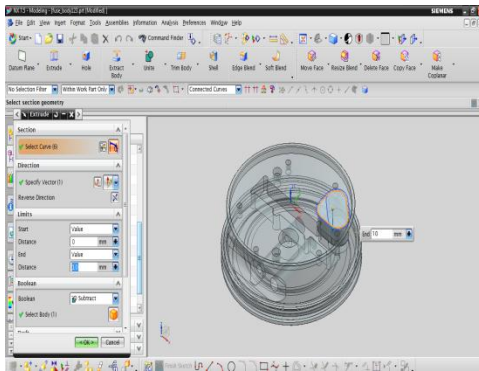 NX 7.5 - Modeling - [fuse_body123.prt (Modified) ]
SIEMENS
File Edit View Insert Format Tools Assemblies Information Analysis Preferences Window Help
Start
Command Finder
Datum Plane
Extrude
Hole
Extract Body
Unite
Trim Body
Shell
Edge Blend
Soft Blend
Move Face
Resize Blend
Delete Face
Copy Face
Make Coplanar
No Selection Filter
Within Work Part Only
Connected Curves
Select section geometry
Extrude
Section
Select Curve (6)
Direction
Specify Vector (1)
Reverse Direction
Limits
Start
Value
Distance
0
mm
End
Value
Distance
10
mm
Boolean
Boolean
Subtract
Select Body (1)
< OK >
Cancel
End 10 mm
Finish Sketch